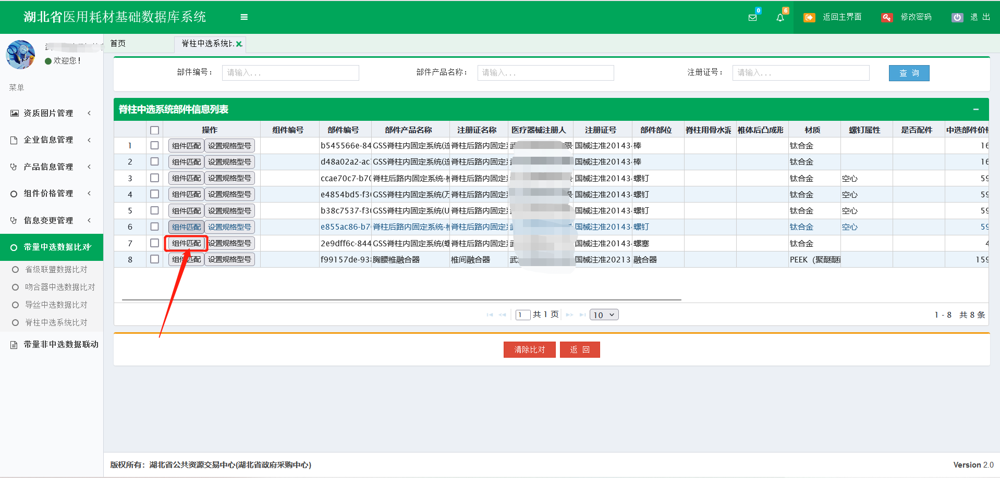 湖北省医用耗材基础数据库系统
0
6
返回主界面
修改密码
退 出
欢迎您！
菜单
资质图片管理
企业信息管理
产品信息管理
组件价格管理
信息变更管理
带量中选数据比对
省级联盟数据比对
吻合器中选数据比对
导丝中选数据比对
脊柱中选系统比对
带量非中选数据联动
首页
脊柱中选系统比.
部件编号： 请输入... 部件产品名称： 请输入... 注册证号： 请输入... 查 询
脊柱中选系统部件信息列表
操作 组件编号 部件编号 部件产品名称 注册证名称 医疗器械注册人 注册证号 部件部位 脊柱用骨水泥 椎体后凸成形 材质 螺钉属性 是否配件 中选部件价格
1 组件匹配 设置规格型号 b545566e-84 GSS脊柱内固定系统(连 脊柱后路内固定 武 限 国械注准201434 棒 钛合金 16
2 组件匹配 设置规格型号 d48a02a2-ac GSS脊柱内固定系统(连 脊柱后路内固定 国械注准201434 棒 钛合金 16
3 组件匹配 设置规格型号 ccae70c7-b70 脊柱后路内固定系统- 脊柱后路内固定 国械注准201434 螺钉 钛合金 空心 59
4 组件匹配 设置规格型号 e4854bd5-f30 GSS脊柱内固定系统(万 脊柱后路内固定 国械注准201434 螺钉 钛合金 空心 59
5 组件匹配 设置规格型号 b38c7537-f30 GSS脊柱内固定系统(U 脊柱后路内固定 国械注准201434 螺钉 钛合金 空心 59
6 组件匹配 设置规格型号 e855ac86-b70 脊柱后路内固定系统- 脊柱后路内固定 国械注准201434 螺钉 钛合金 空心 59
7 组件匹配 设置规格型号 2e9dff6c-844 GSS脊柱内固定系统(螺 脊柱后路内固定 国械注准201434 螺塞 钛合金 4
8 组件匹配 设置规格型号 f99157de-938 胸腰椎融合器 椎间融合器 武 国械注准20213 融合器 PEEK（聚醚醚 159
1 共 1 页 10
1 - 8 共 8 条
清除比对 返 回
版权所有：湖北省公共资源交易中心(湖北省政府采购中心)
Version 2.0